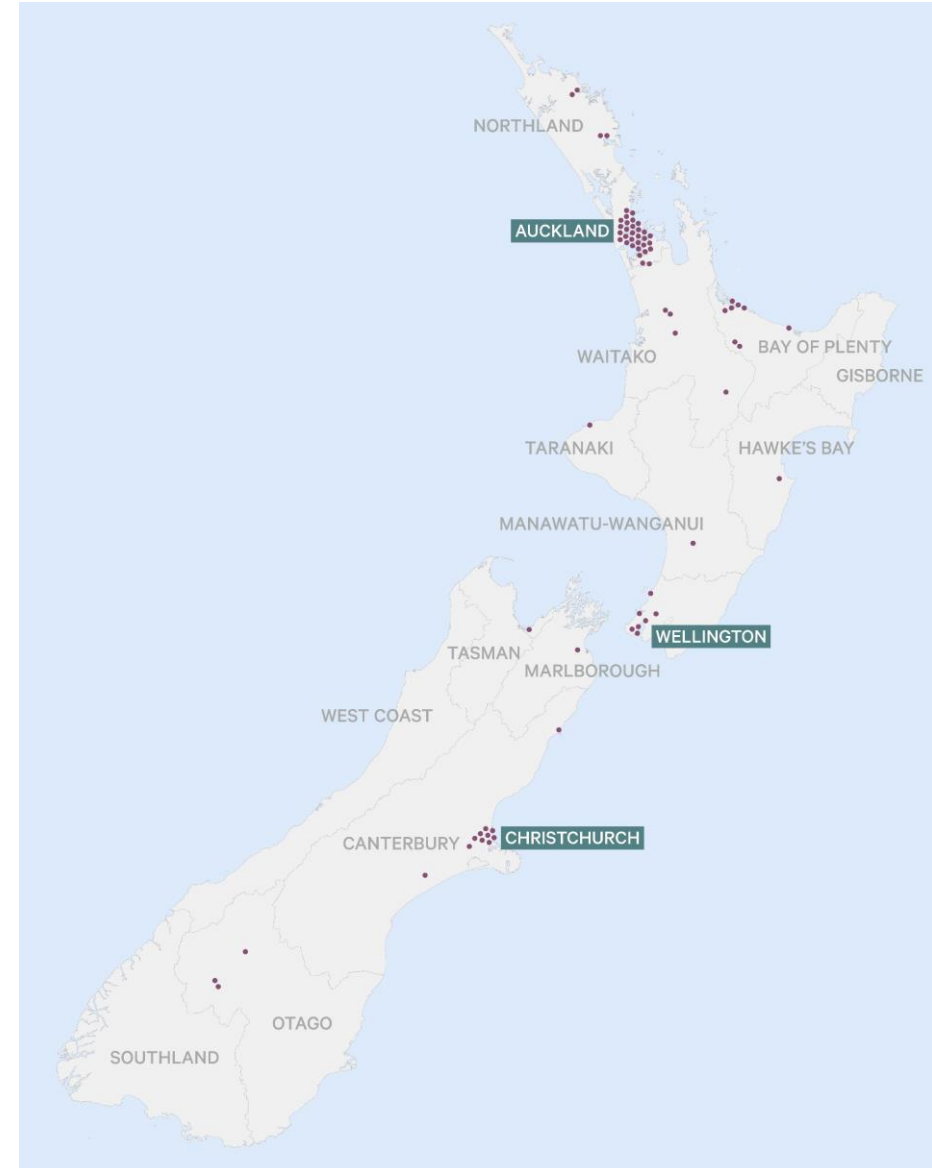 NORTHLAND
AUCKLAND
WAITAKO
BAY OF PLENTY
GISBORNE
TARANAKI
HAWKE'S BAY
MANAWATU-WANGANUI
WELLINGTON
TASMAN
MARLBOROUGH
WEST COAST
CHRISTCHURCH
CANTERBURY
OTAGO
SOUTHLAND